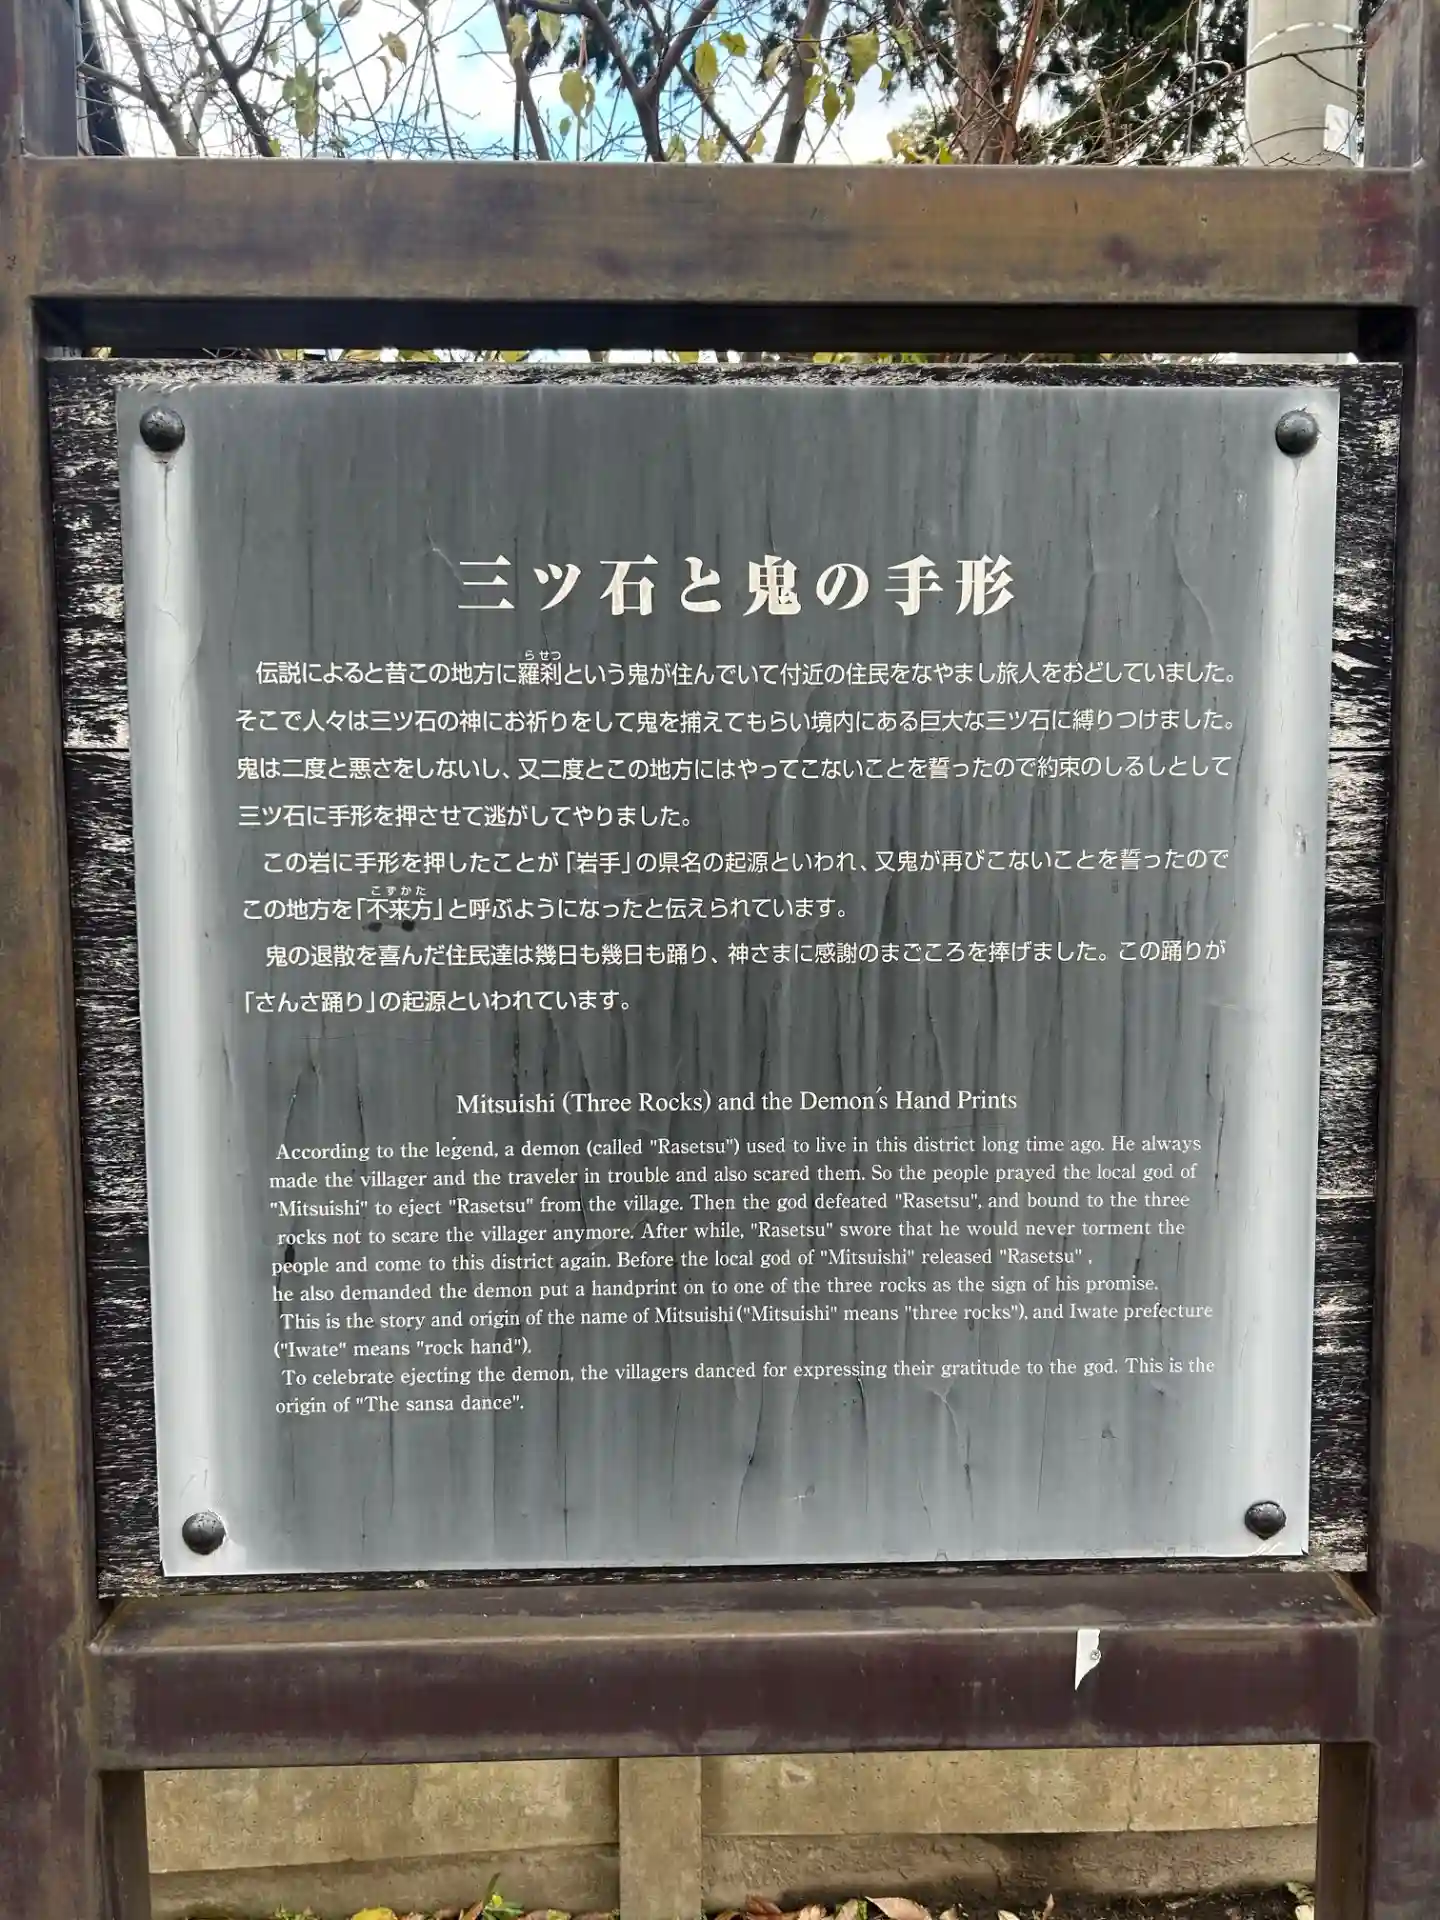 三ツ石と鬼の手形
伝説によると昔この地方に羅刹という鬼が住んでいて付近の住民をなやまし旅人をおどしていました。
らせつ
そこで人々は三ツ石の神にお祈りをして鬼を捕えてもらい境内にある巨大な三ツ石に縛りつけました。
鬼は二度と悪さをしないし、又二度とこの地方にはやってこないことを誓ったので約束のしるしとして
三ツ石に手形を押させて逃がしてやりました。
この岩に手形を押したことが「岩手」の県名の起源といわれ、又鬼が再びこないことを誓ったので
こずかた
この地方を「不来方」と呼ぶようになったと伝えられています。
鬼の退散を喜んだ住民達は幾日も幾日も踊り、神さまに感謝のまごころを捧げました。この踊りが
「さんさ踊り」の起源といわれています。
Mitsuishi (Three Rocks) and the Demon's Hand Prints
According to the legend, a demon (called "Rasetsu") used to live in this district long time ago. He always
made the villager and the traveler in trouble and also scared them. So the people prayed the local god of
"Mitsuishi" to eject "Rasetsu" from the village. Then the god defeated "Rasetsu", and bound to the three
rocks not to scare the villager anymore. After while, "Rasetsu" swore that he would never torment the
people and come to this district again. Before the local god of "Mitsuishi" released "Rasetsu" ,
he also demanded the demon put a handprint on to one of the three rocks as the sign of his promise.
This is the story and origin of the name of Mitsuishi ("Mitsuishi" means "three rocks"), and Iwate prefecture
("Iwate" means "rock hand").
To celebrate ejecting the demon, the villagers danced for expressing their gratitude to the god. This is the
origin of "The sansa dance".